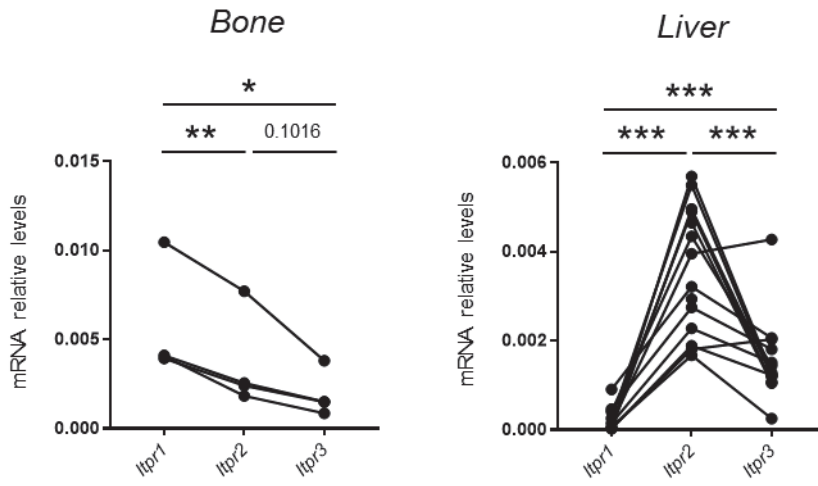 Bone
*
** 0.1016
0.015
0.010
0.005
0.000
mRNA relative levels
Itpr1 Itpr2 Itpr3
Liver
***
*** ***
0.006
0.004
0.002
0.000
mRNA relative levels
Itpr1 Itpr2 Itpr3